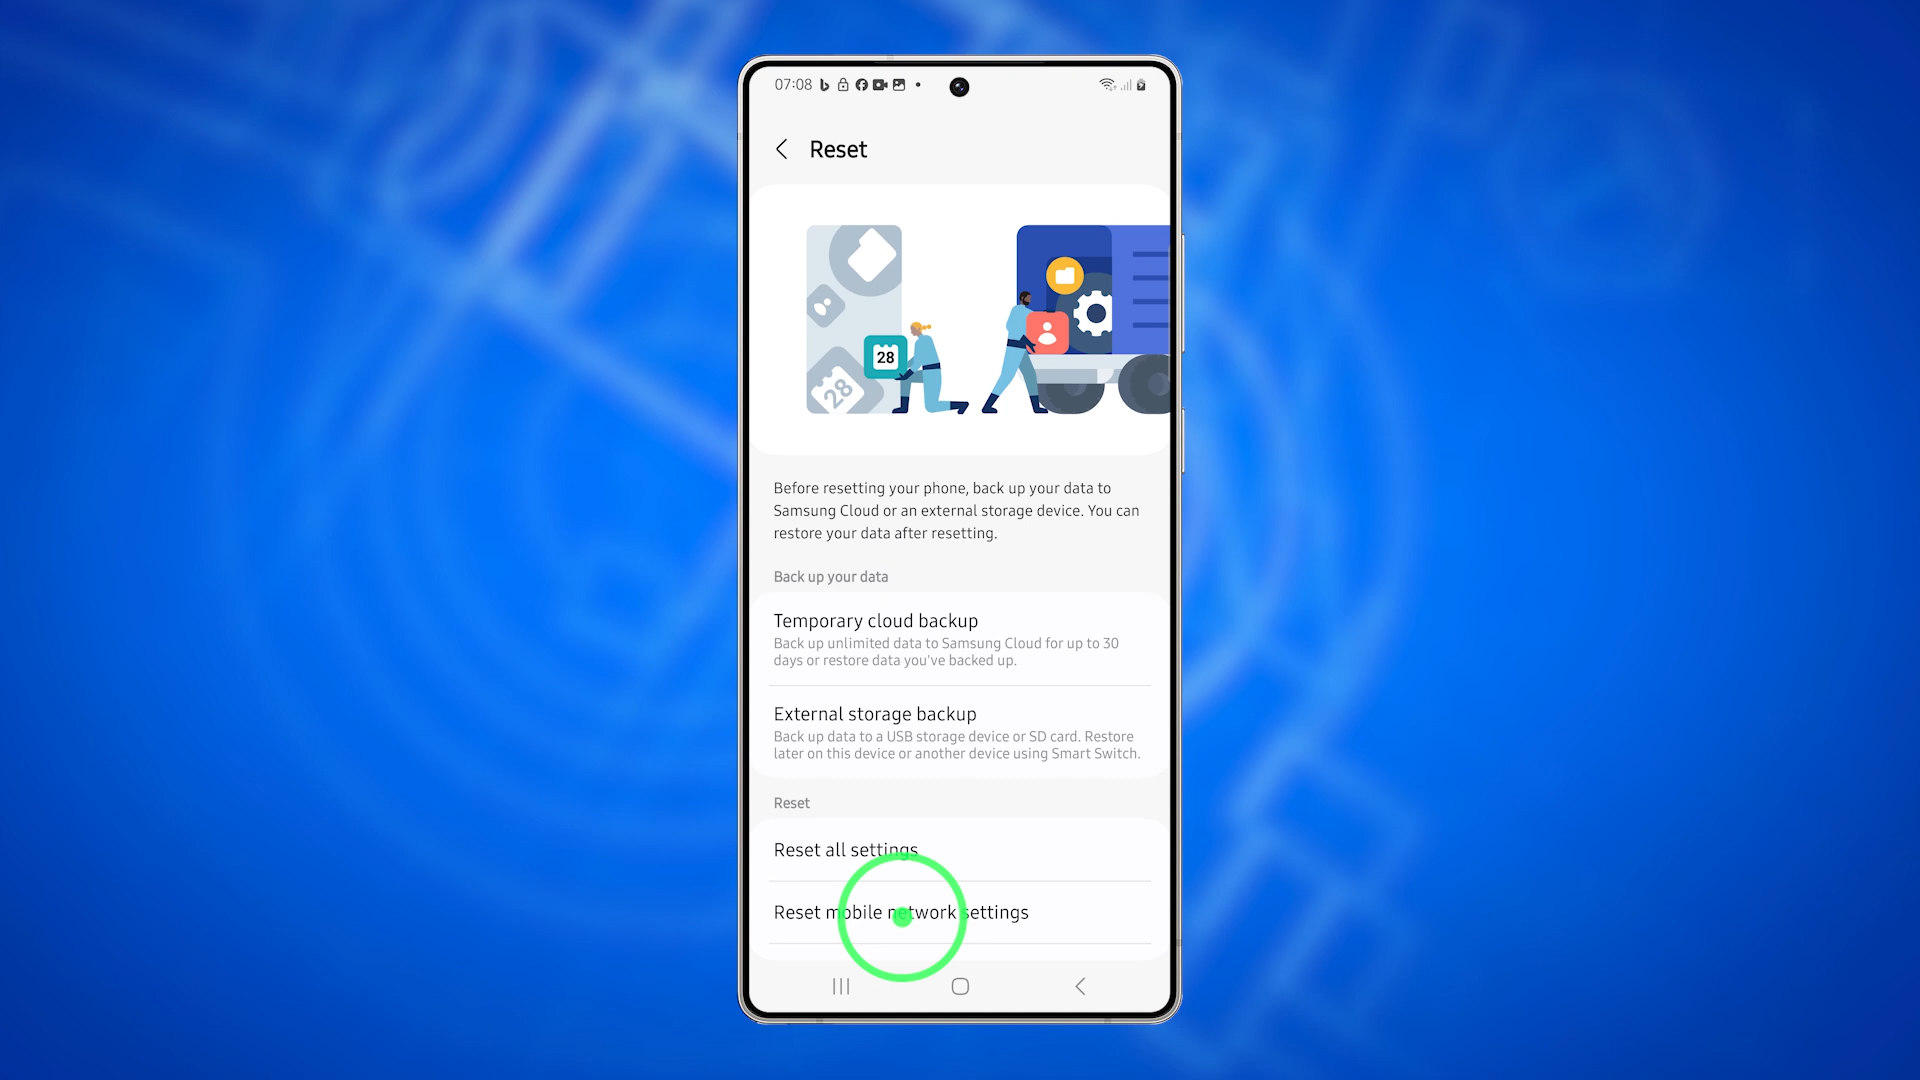 07:08
Reset
28
28
Before resetting your phone, back up your data to
Samsung Cloud or an external storage device. You can
restore your data after resetting.
Back up your data
Temporary cloud backup
Back up unlimited data to Samsung Cloud for up to 30
days or restore data you've backed up.
External storage backup
Back up data to a USB storage device or SD card. Restore
later on this device or another device using Smart Switch.
Reset
Reset all settings
Reset mobile network settings